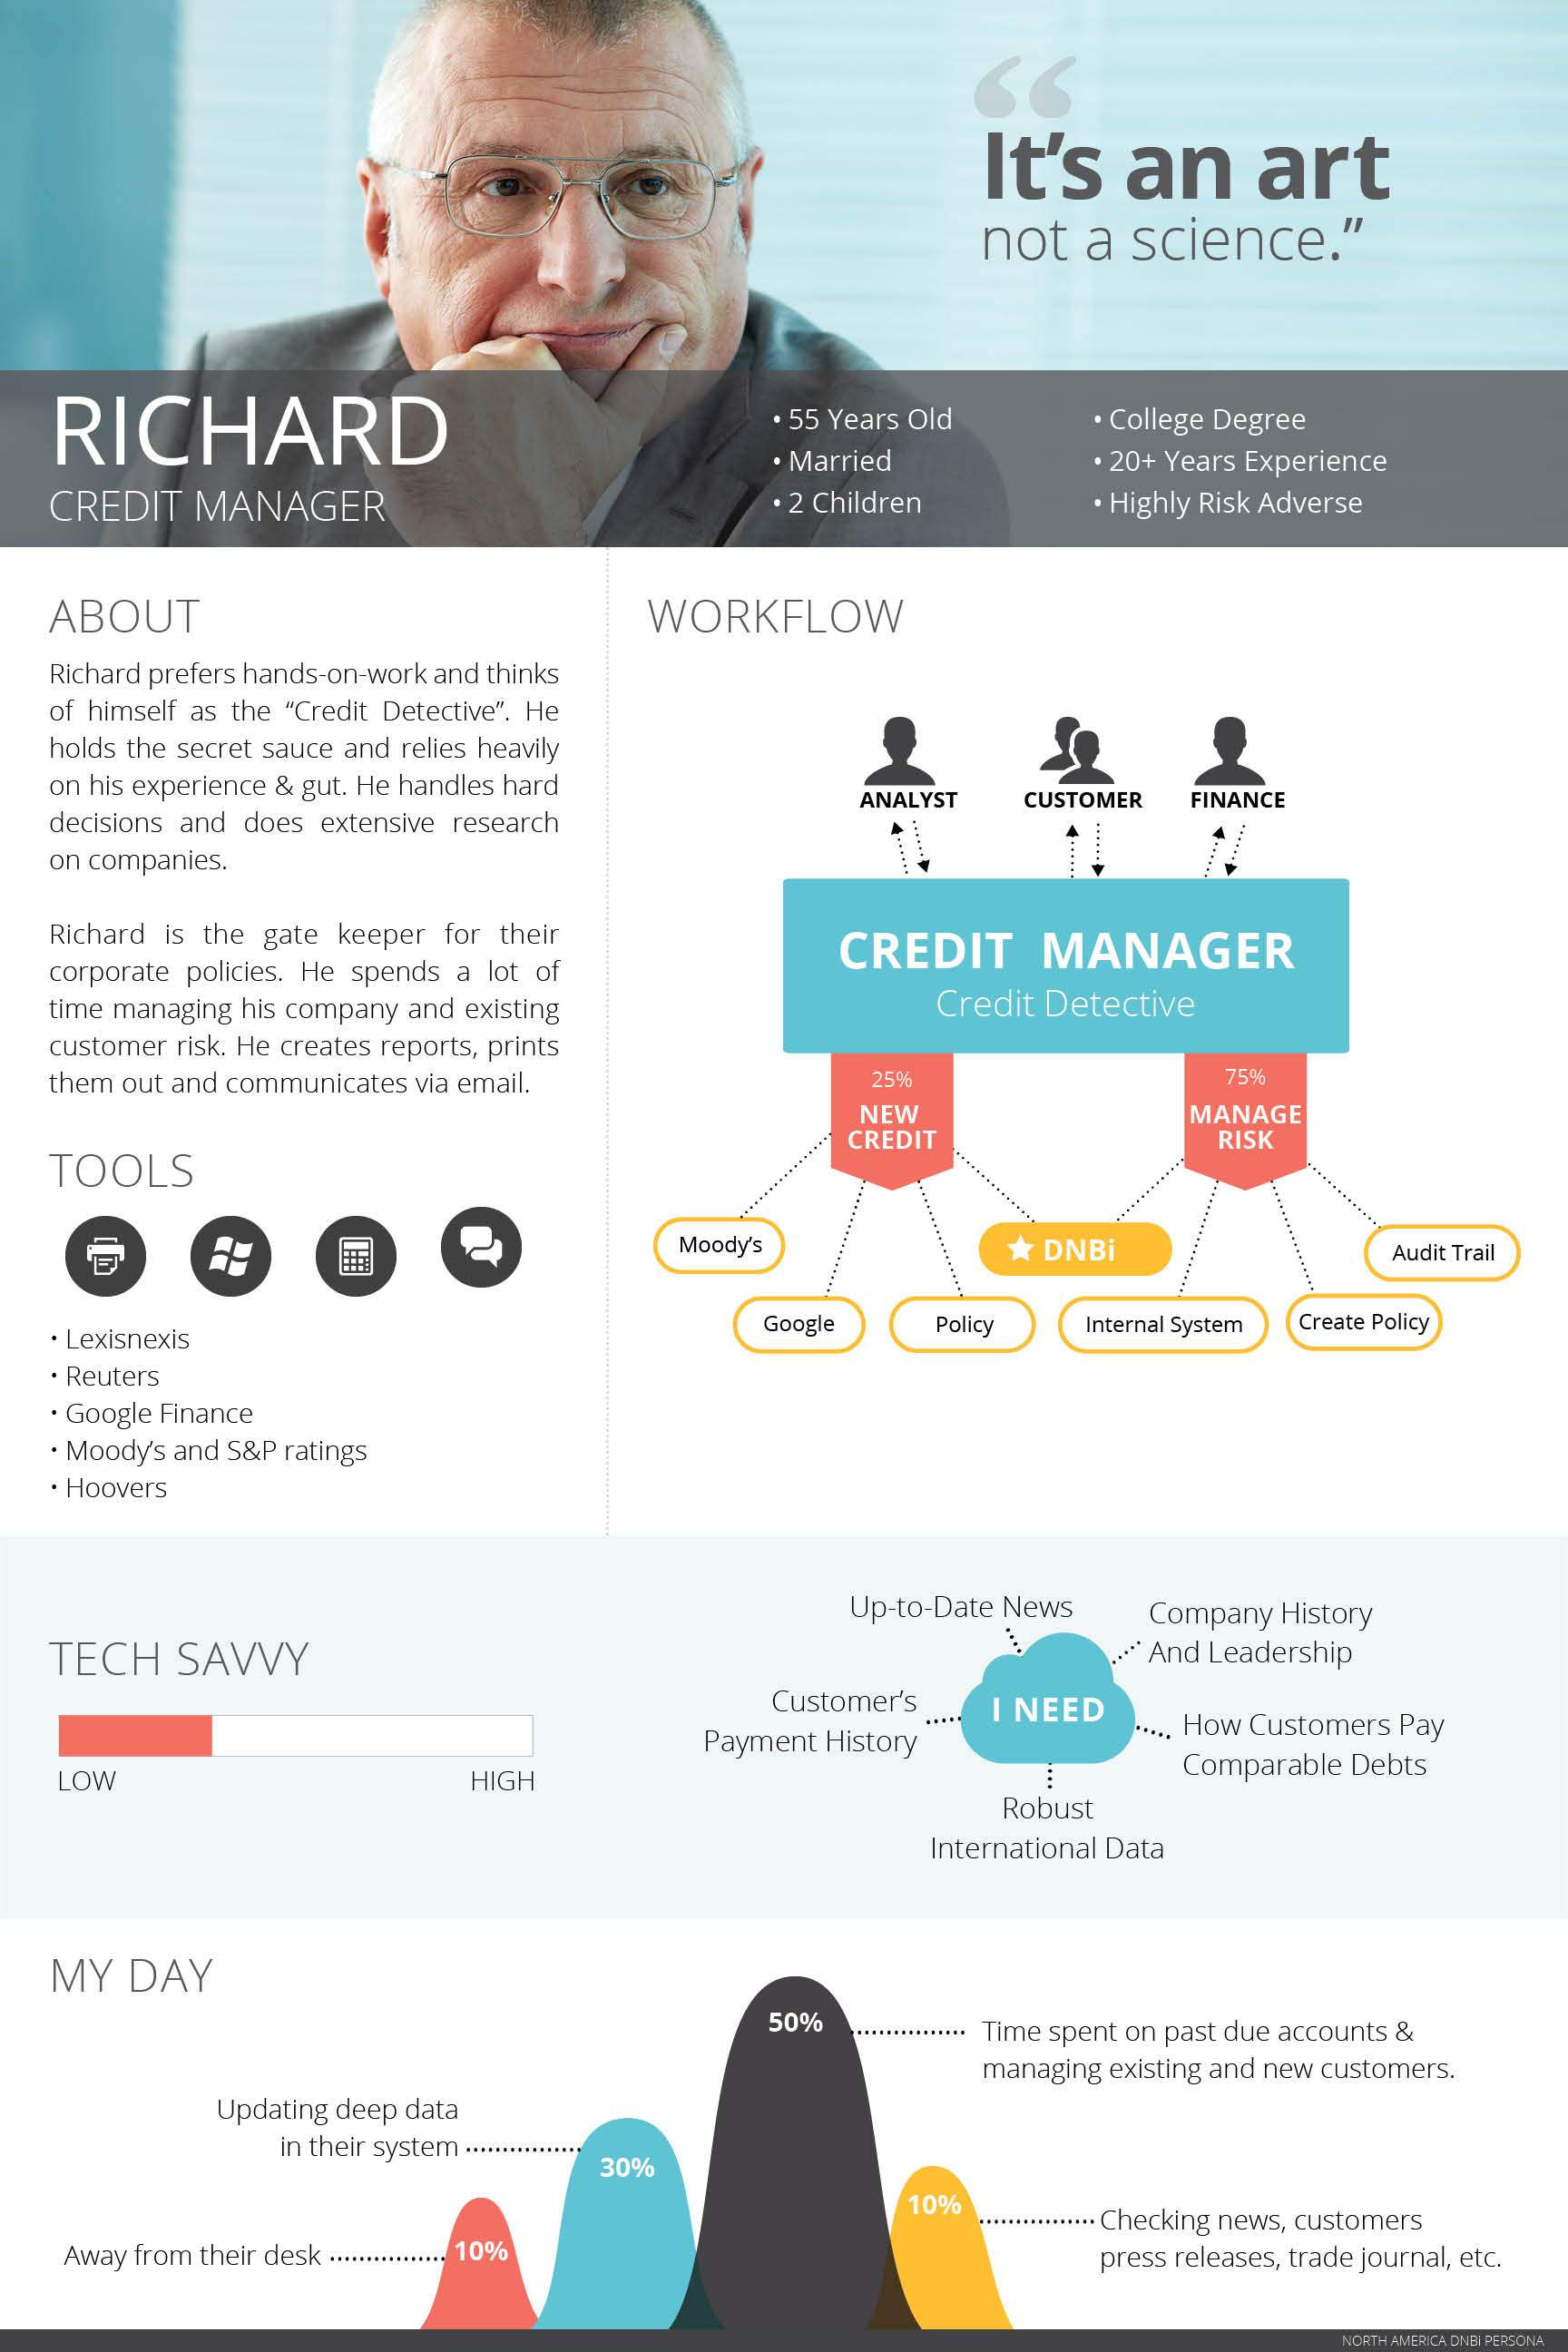 “
It’s an art
not a science.”
RICHARD
CREDIT MANAGER
• 55 Years Old
• Married
• 2 Children
• College Degree
• 20+ Years Experience
• Highly Risk Adverse
ABOUT
Richard prefers hands-on-work and thinks
of himself as the “Credit Detective”. He
holds the secret sauce and relies heavily
on his experience & gut. He handles hard
decisions and does extensive research
on companies.
Richard is the gate keeper for their
corporate policies. He spends a lot of
time managing his company and existing
customer risk. He creates reports, prints
them out and communicates via email.
TOOLS
• Lexisnexis
• Reuters
• Google Finance
• Moody’s and S&P ratings
• Hoovers
WORKFLOW
ANALYST
CUSTOMER
FINANCE
CREDIT MANAGER
Credit Detective
25%
NEW
CREDIT
75%
MANAGE
RISK
Moody’s
DNBi
Audit Trail
Google
Policy
Internal System
Create Policy
TECH SAVVY
LOW
HIGH
Up-to-Date News
Company History
And Leadership
Customer’s
Payment History
I NEED
How Customers Pay
Comparable Debts
Robust
International Data
MY DAY
50%
Time spent on past due accounts &
managing existing and new customers.
Updating deep data
in their system
30%
10%
Checking news, customers
press releases, trade journal, etc.
Away from their desk
10%
NORTH AMERICA DNBi PERSONA